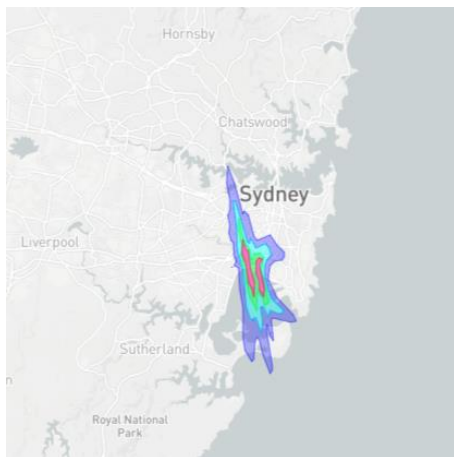 Hornsby
Chatswood
Sydney
Liverpool
Sutherland
Royal National
Park